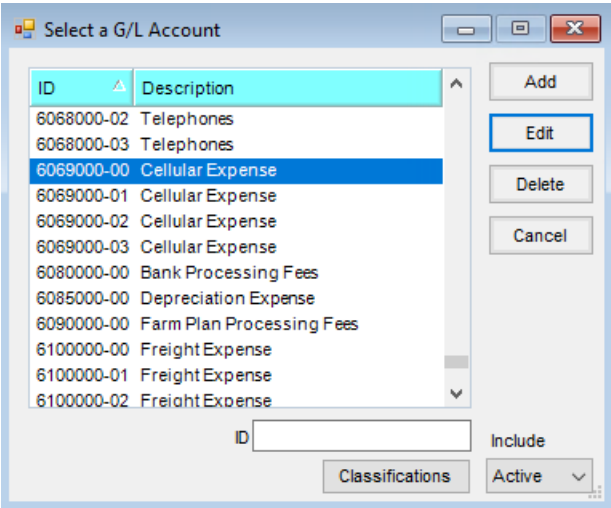 Select a G/L Account
ID Description
6068000-02 Telephones
6068000-03 Telephones
6069000-00 Cellular Expense
6069000-01 Cellular Expense
6069000-02 Cellular Expense
6069000-03 Cellular Expense
6080000-00 Bank Processing Fees
6085000-00 Depreciation Expense
6090000-00 Farm Plan Processing Fees
6100000-00 Freight Expense
6100000-01 Freight Expense
6100000-02 Freight Expense
Add
Edit
Delete
Cancel
ID
Include
Classifications
Active